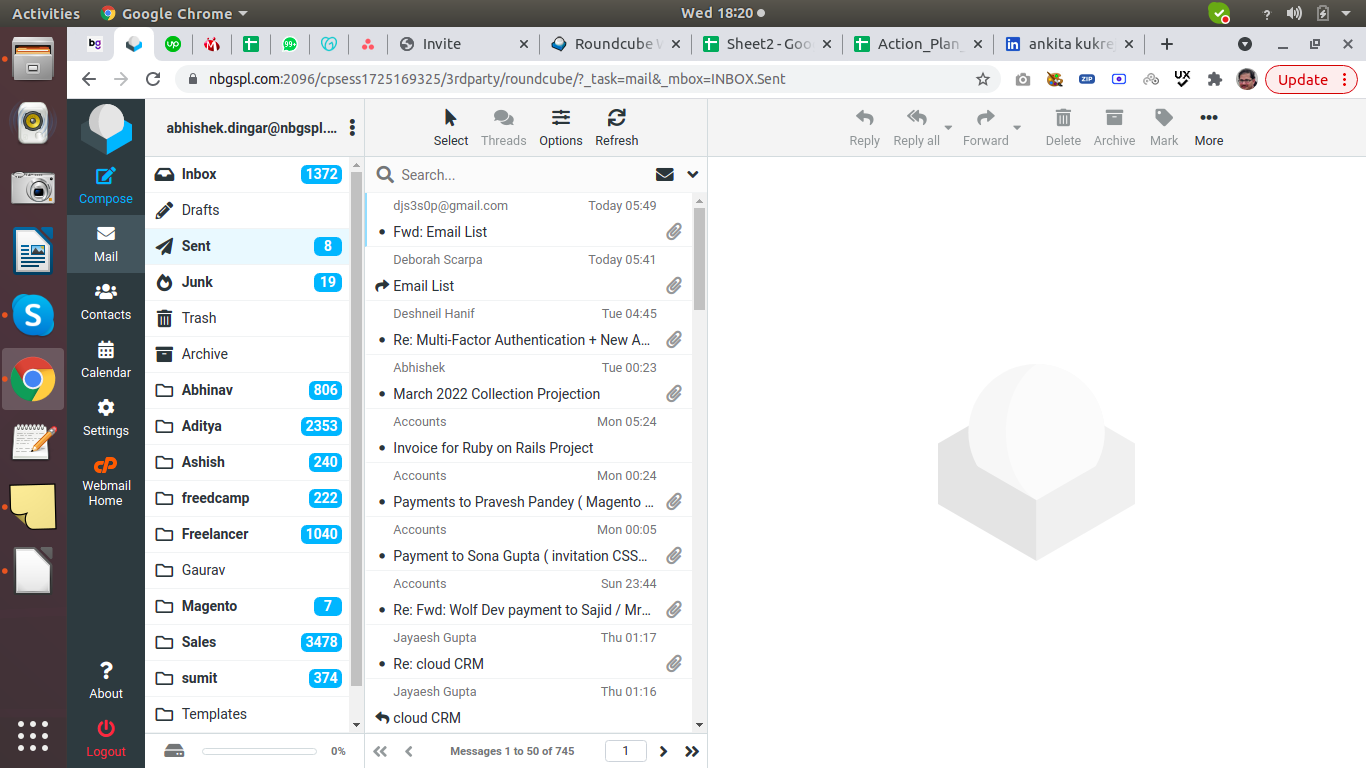 Activities
Google Chrome
Wed 18:20
bg
up
99+
Invite
Roundcube W
Sheet2 - Goo
Action_Plan_
in
ankita kukre
nbgspl.com:2096/cpsess1725169325/3rdparty/roundcube/?_task=mail&_mbox=INBOX.Sent
ZIP
UX
Update
abhishek.dingar@nbgspl....
Select
Threads
Options
Refresh
Reply
Reply all
Forward
Delete
Archive
Mark
More
Compose
Mail
Contacts
Calendar
Settings
cP
Webmail
Home
?
About
Logout
Inbox 1372
Drafts
Sent 8
Junk 19
Trash
Archive
Abhinav 806
Aditya 2353
Ashish 240
freedcamp 222
Freelancer 1040
Gaurav
Magento 7
Sales 3478
sumit 374
Templates
0%
Search...
djs3s0p@gmail.com Today 05:49
Fwd: Email List
Deborah Scarpa Today 05:41
Email List
Deshneil Hanif Tue 04:45
Re: Multi-Factor Authentication + New A...
Abhishek Tue 00:23
March 2022 Collection Projection
Accounts Mon 05:24
Invoice for Ruby on Rails Project
Accounts Mon 00:24
Payments to Pravesh Pandey ( Magento ...
Accounts Mon 00:05
Payment to Sona Gupta ( invitation CSS...
Accounts Sun 23:44
Re: Fwd: Wolf Dev payment to Sajid / Mr...
Jayaesh Gupta Thu 01:17
Re: cloud CRM
Jayaesh Gupta Thu 01:16
cloud CRM
Messages 1 to 50 of 745
1